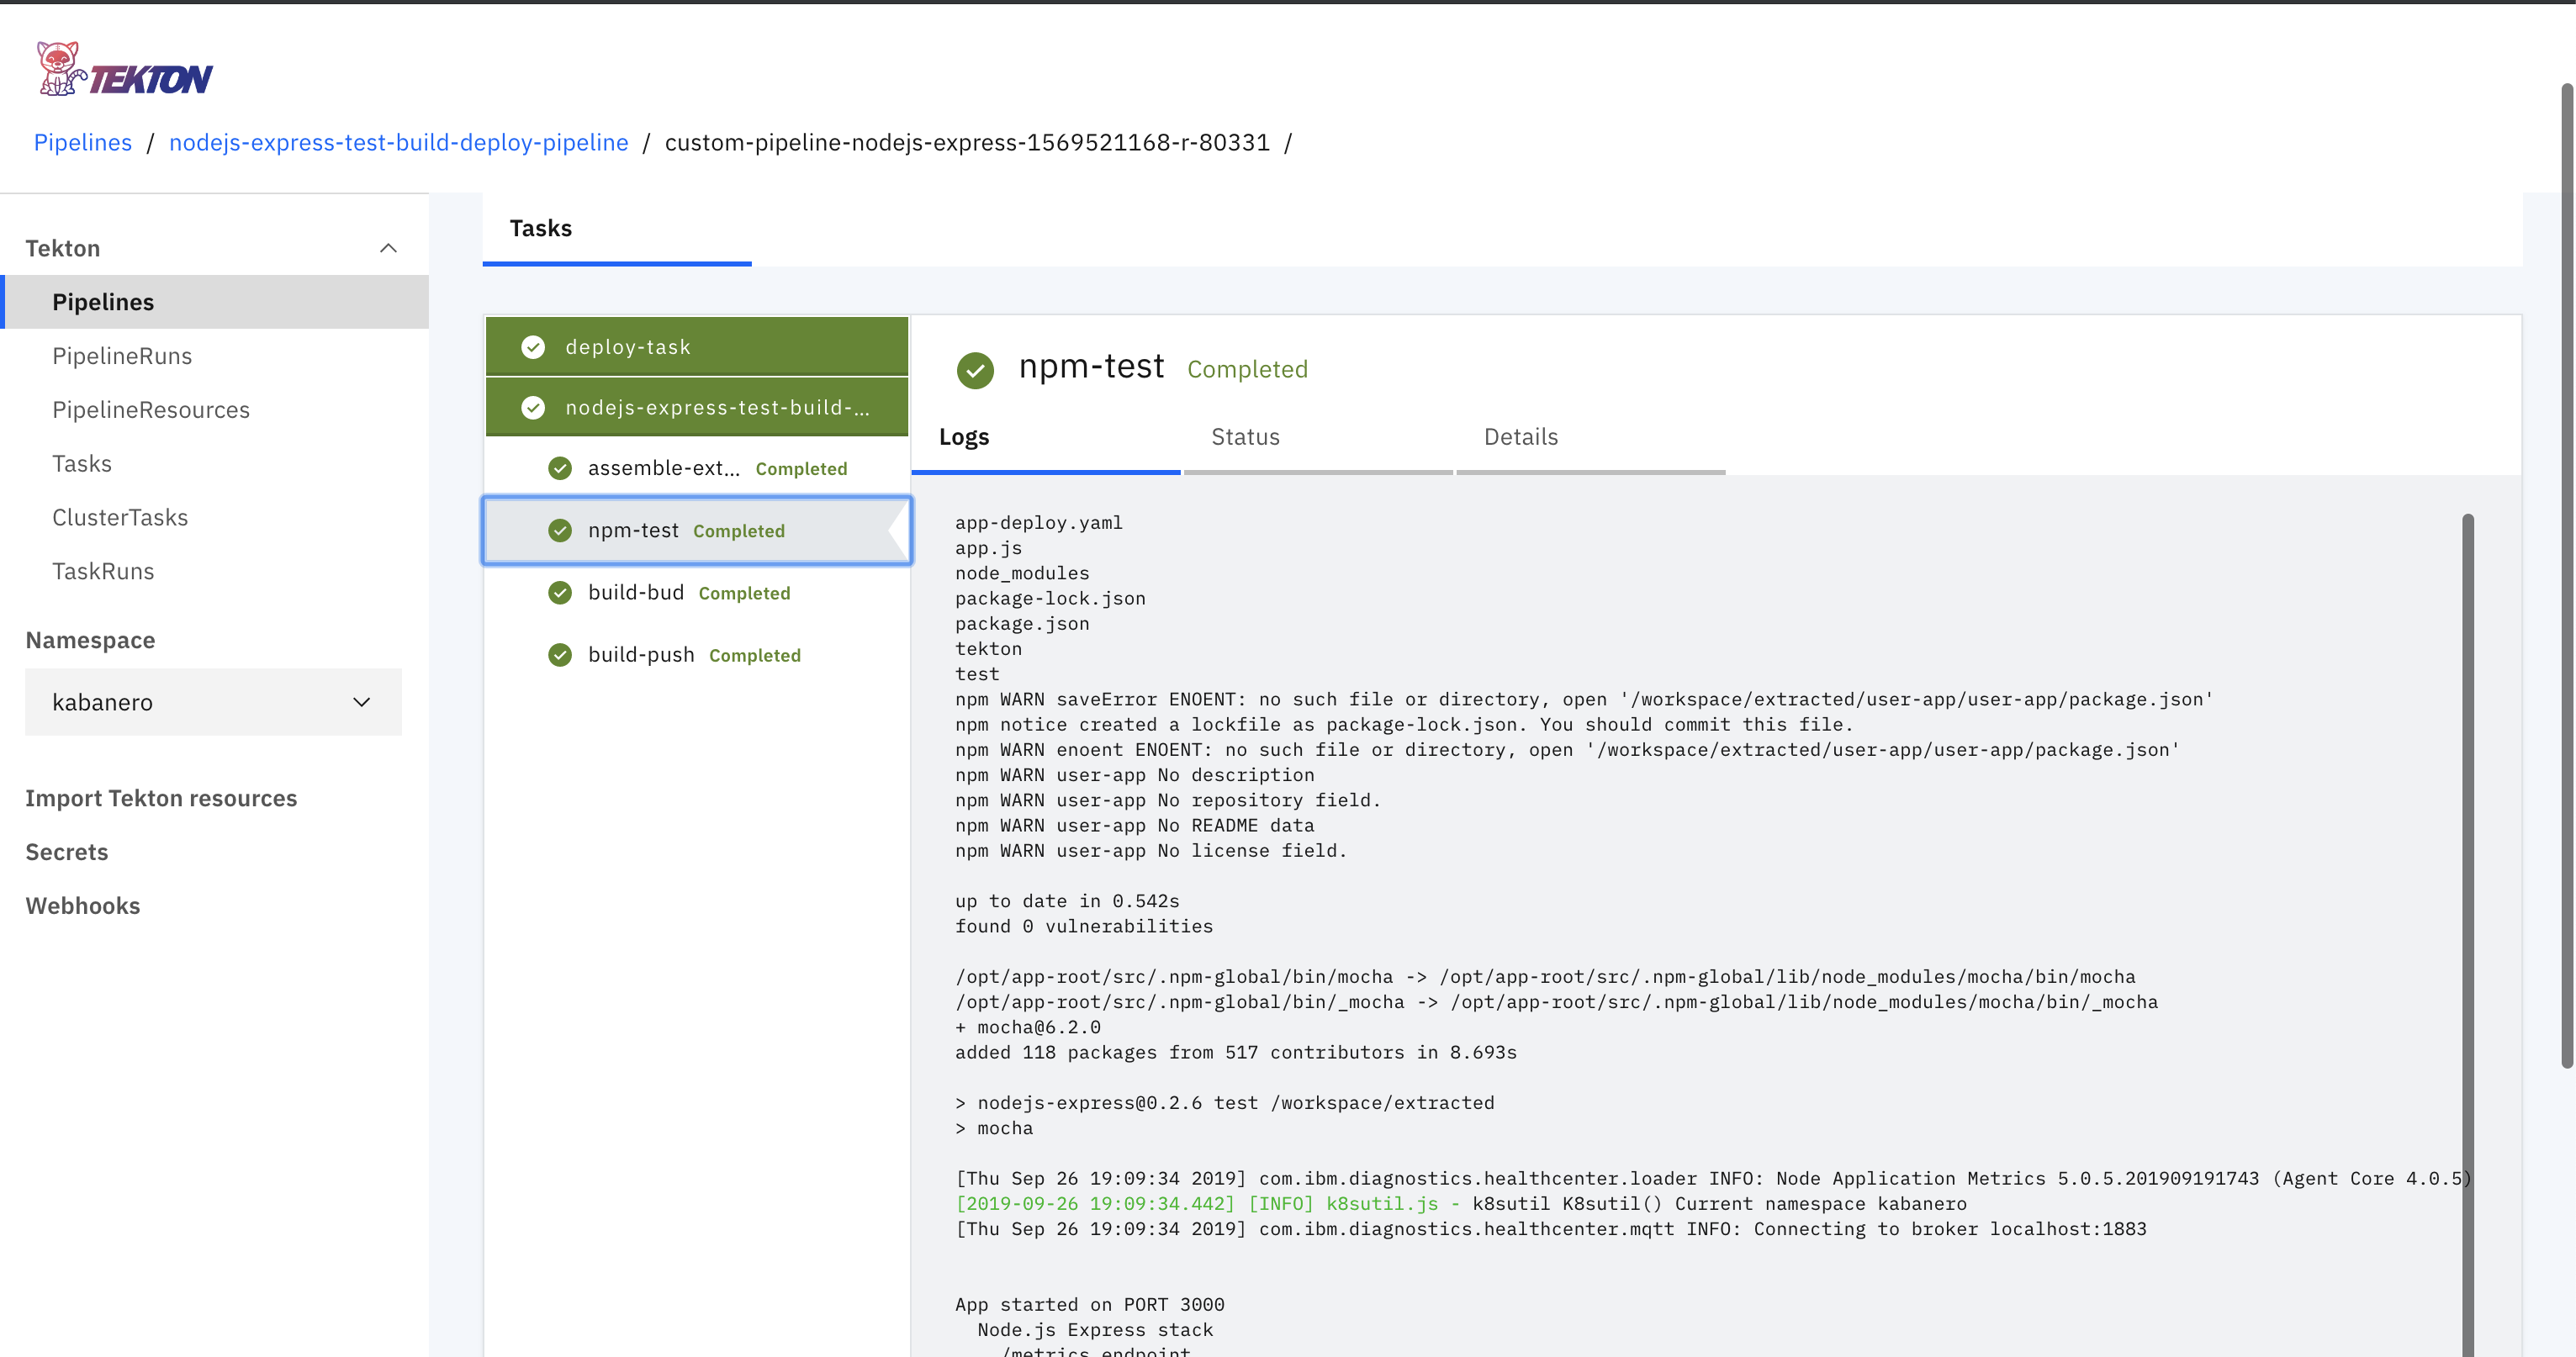 TEKTON
Pipelines / nodejs-express-test-build-deploy-pipeline / custom-pipeline-nodejs-express-1569521168-r-80331 /
Tekton
Pipelines
PipelineRuns
PipelineResources
Tasks
ClusterTasks
TaskRuns
Namespace
kabanero
Import Tekton resources
Secrets
Webhooks
Tasks
deploy-task
nodejs-express-test-build-...
assemble-ext... Completed
npm-test Completed
build-bud Completed
build-push Completed
npm-test Completed
Logs Status Details
app-deploy.yaml
app.js
node_modules
package-lock.json
package.json
tekton
test
npm WARN saveError ENOENT: no such file or directory, open '/workspace/extracted/user-app/user-app/package.json'
npm notice created a lockfile as package-lock.json. You should commit this file.
npm WARN enoent ENOENT: no such file or directory, open '/workspace/extracted/user-app/user-app/package.json'
npm WARN user-app No description
npm WARN user-app No repository field.
npm WARN user-app No README data
npm WARN user-app No license field.
up to date in 0.542s
found 0 vulnerabilities
/opt/app-root/src/.npm-global/bin/mocha -> /opt/app-root/src/.npm-global/lib/node_modules/mocha/bin/mocha
/opt/app-root/src/.npm-global/bin/_mocha -> /opt/app-root/src/.npm-global/lib/node_modules/mocha/bin/_mocha
+ mocha@6.2.0
added 118 packages from 517 contributors in 8.693s
> nodejs-express@0.2.6 test /workspace/extracted
> mocha
[Thu Sep 26 19:09:34 2019] com.ibm.diagnostics.healthcenter.loader INFO: Node Application Metrics 5.0.5.201909191743 (Agent Core 4.0.5)
[2019-09-26 19:09:34.442] [INFO] k8sutil.js - k8sutil K8sutil() Current namespace kabanero
[Thu Sep 26 19:09:34 2019] com.ibm.diagnostics.healthcenter.mqtt INFO: Connecting to broker localhost:1883
App started on PORT 3000
Node.js Express stack
/metrics endpoint